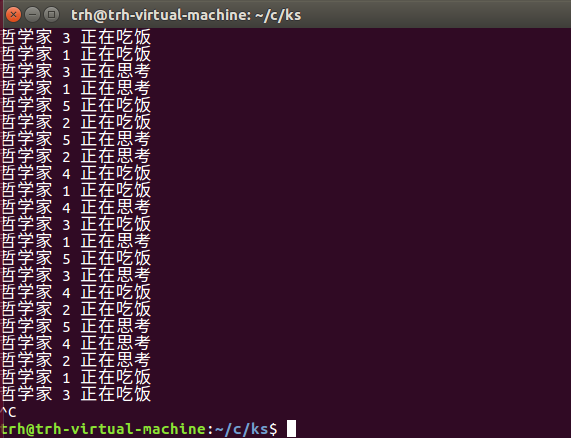 trh@trh-virtual-machine: ~/c/ks
哲学家 3 正在吃饭
哲学家 1 正在吃饭
哲学家 3 正在思考
哲学家 1 正在思考
哲学家 5 正在吃饭
哲学家 2 正在吃饭
哲学家 5 正在思考
哲学家 2 正在思考
哲学家 4 正在吃饭
哲学家 1 正在吃饭
哲学家 4 正在思考
哲学家 3 正在吃饭
哲学家 1 正在思考
哲学家 5 正在吃饭
哲学家 3 正在思考
哲学家 4 正在吃饭
哲学家 2 正在吃饭
哲学家 5 正在思考
哲学家 4 正在思考
哲学家 2 正在思考
哲学家 1 正在吃饭
哲学家 3 正在吃饭
^C
trh@trh-virtual-machine:~/c/ks$